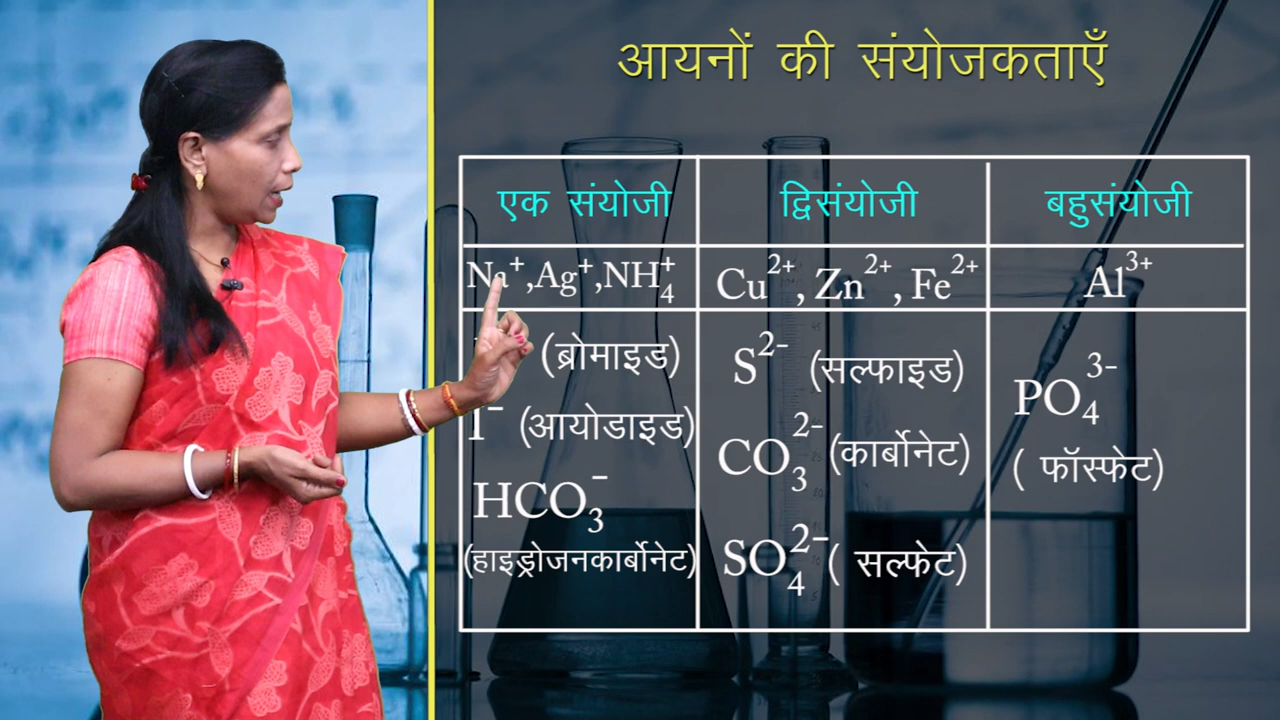 आयनों की संयोजकताएँ
एक संयोजी द्विसंयोजी बहुसंयोजी
Na⁺,Ag⁺,NH₄⁺ Cu²⁺, Zn²⁺, Fe²⁺ Al³⁺
(ब्रोमाइड)
I⁻ (आयोडाइड)
HCO₃⁻
(हाइड्रोजनकार्बोनेट)
S²⁻ (सल्फाइड)
CO₃²⁻ (कार्बोनेट)
SO₄²⁻ ( सल्फेट)
PO₄³⁻
( फॉस्फेट)